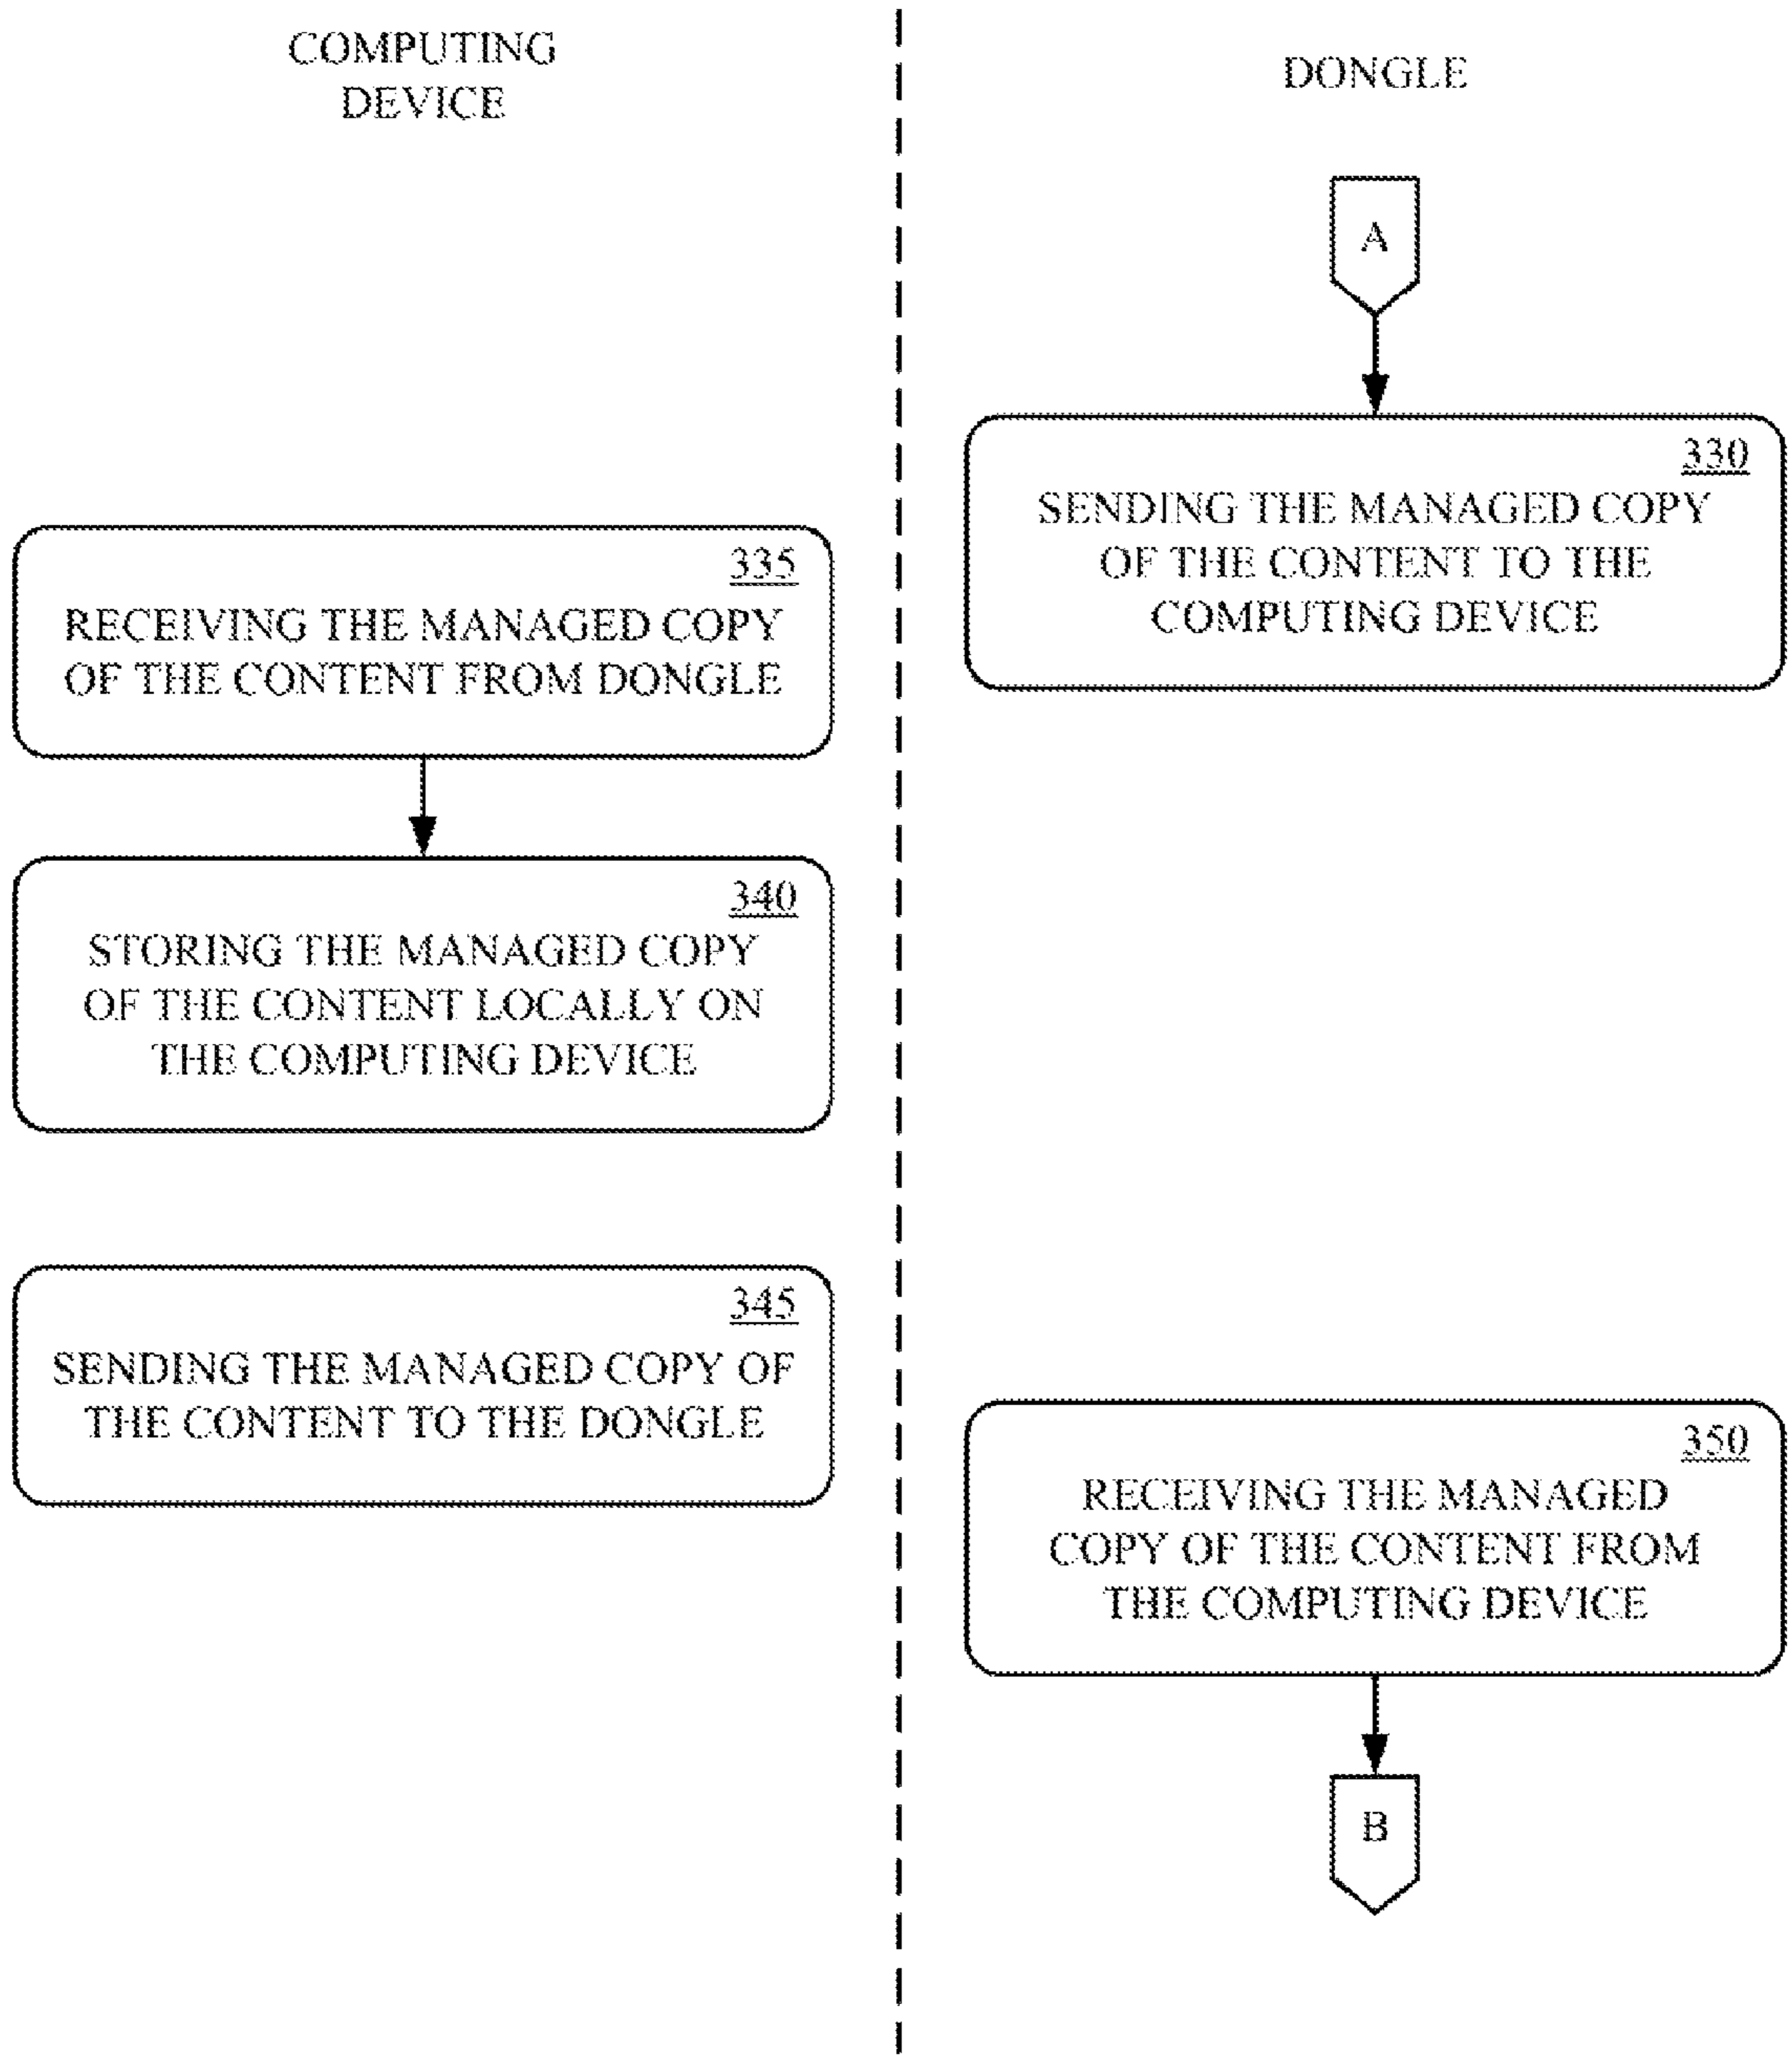 COMPUTING
DEVICE
DONGLE
A
330
SENDING THE MANAGED COPY
OF THE CONTENT TO THE
COMPUTING DEVICE
335
RECEIVING THE MANAGED COPY
OF THE CONTENT FROM DONGLE
340
STORING THE MANAGED COPY
OF THE CONTENT LOCALLY ON
THE COMPUTING DEVICE
345
SENDING THE MANAGED COPY OF
THE CONTENT TO THE DONGLE
350
RECEIVING THE MANAGED
COPY OF THE CONTENT FROM
THE COMPUTING DEVICE
B